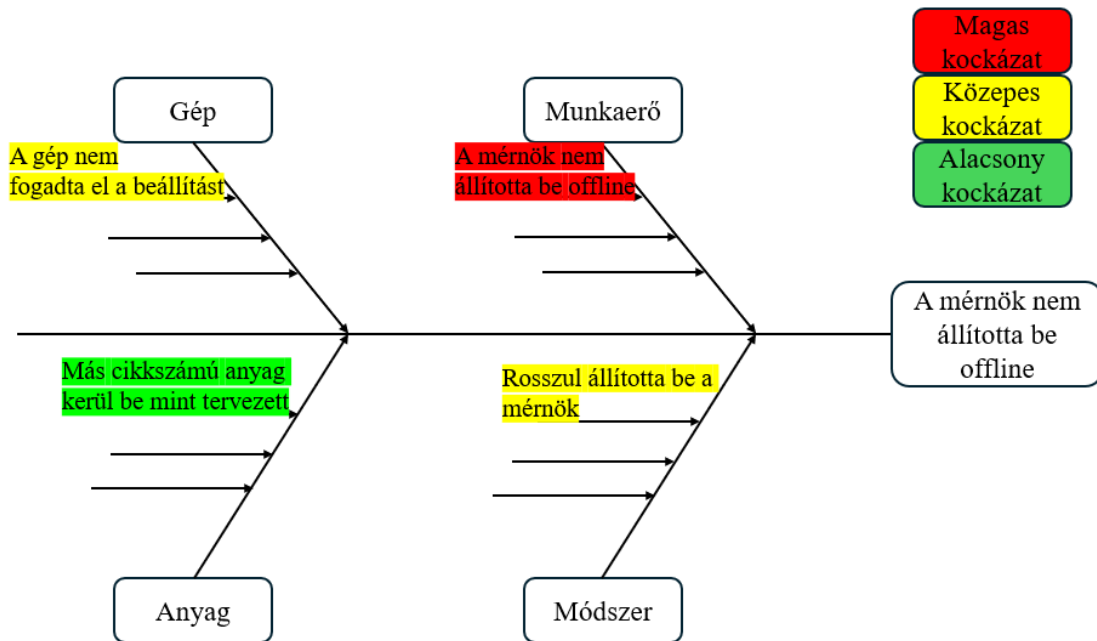 Magas
kockázat
Közepes
kockázat
Alacsony
kockázat
Gép
Munkaerő
A gép nem
fogadta el a beállítást
A mérnök nem
állította be offline
A mérnök nem
állította be
offline
Más cikkszámú anyag
kerül be mint tervezett
Rosszul állította be a
mérnök
Anyag
Módszer